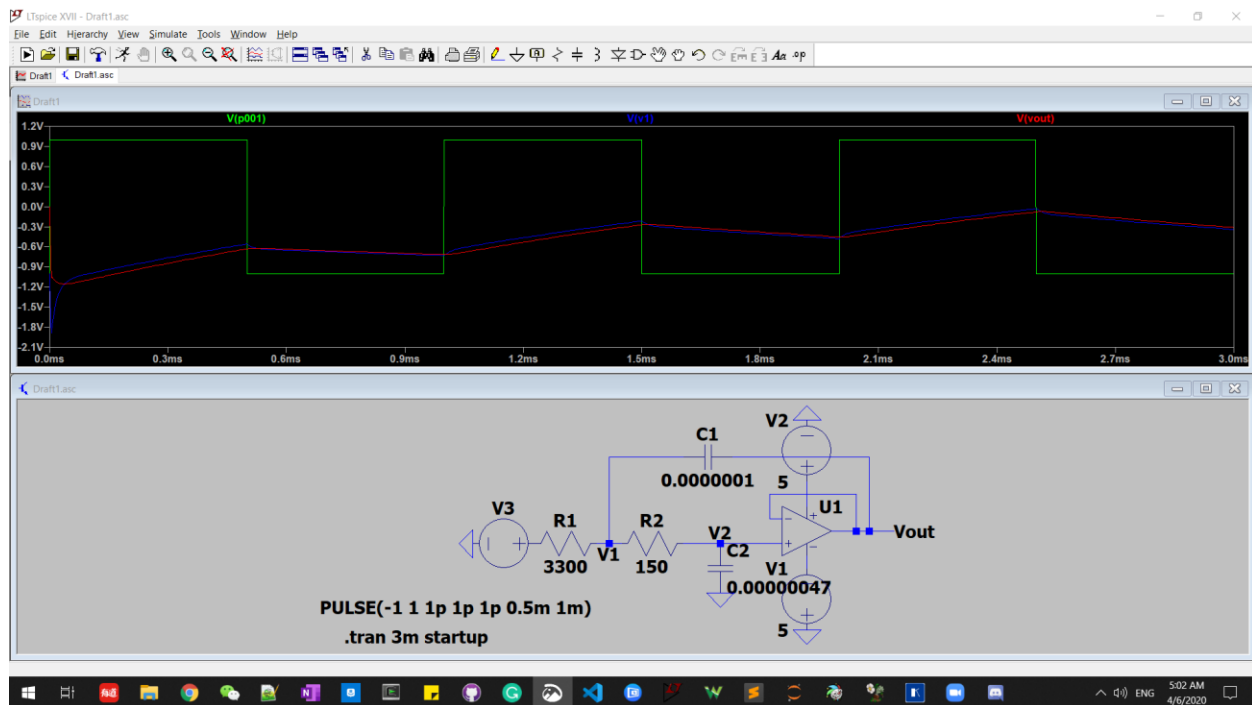 LTspice XVII - Draft1.asc
File Edit Hierarchy View Simulate Tools Window Help
Draft1 Draft1.asc
Draft1
V(p001) V(v1) V(vout)
1.2V
0.9V
0.6V
0.3V
0.0V
-0.3V
-0.6V
-0.9V
-1.2V
-1.5V
-1.8V
-2.1V
0.0ms 0.3ms 0.6ms 0.9ms 1.2ms 1.5ms 1.8ms 2.1ms 2.4ms 2.7ms 3.0ms
Draft1.asc
V2
C1
0.0000001 5
V3 R1 R2 V2 U1
V1 C2 Vout
3300 150 V1
0.00000047
PULSE(-1 1 1p 1p 1p 0.5m 1m)
.tran 3m startup
5
ENG 5:02 AM
4/6/2020